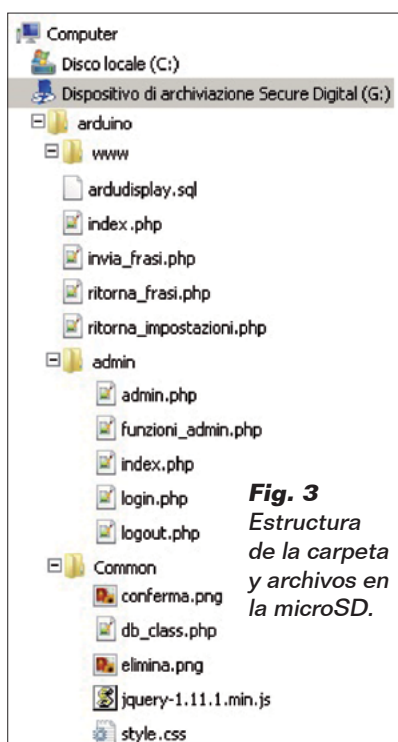 Computer
Disco locale (C:)
Dispositivo di archiviazione Secure Digital (G:)
arduino
www
ardudisplay.sql
index.php
invia_frasi.php
ritorna_frasi.php
ritorna_impostazioni.php
admin
admin.php
funzioni_admin.php
index.php
login.php
logout.php
Common
conferma.png
db_class.php
elimina.png
jquery-1.11.1.min.js
style.css
Fig. 3
Estructura
de la carpeta
y archivos en
la microSD.